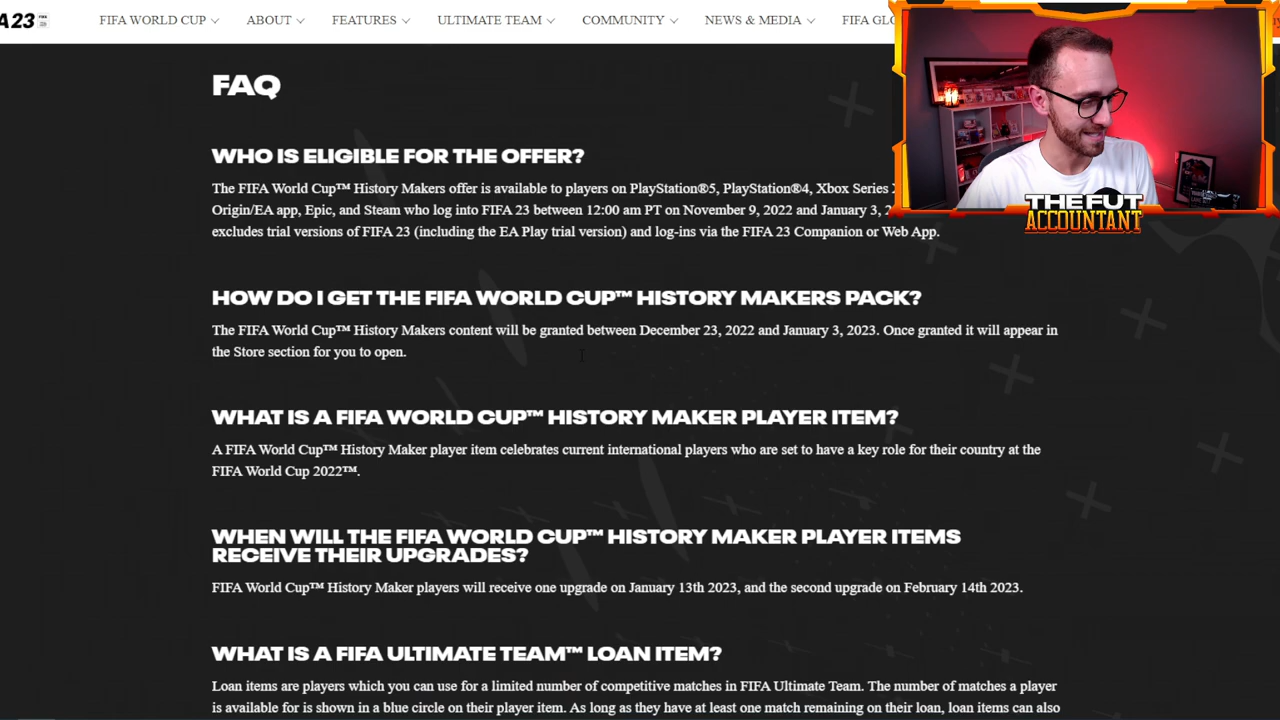 A 23
FIFA WORLD CUP ABOUT FEATURES ULTIMATE TEAM COMMUNITY NEWS & MEDIA FIFA
FAQ
WHO IS ELIGIBLE FOR THE OFFER?
The FIFA World Cup™ History Makers offer is available to players on PlayStation®5, PlayStation®4, Xbox Series
Origin/EA app, Epic, and Steam who log into FIFA 23 between 12:00 am PT on November 9, 2022 and January 3,
excludes trial versions of FIFA 23 (including the EA Play trial version) and log-ins via the FIFA 23 Companion or Web App.
THE FUT
ACCOUNTANT
HOW DO I GET THE FIFA WORLD CUP™ HISTORY MAKERS PACK?
The FIFA World Cup™ History Makers content will be granted between December 23, 2022 and January 3, 2023. Once granted it will appear in
the Store section for you to open.
WHAT IS A FIFA WORLD CUP™ HISTORY MAKER PLAYER ITEM?
A FIFA World Cup™ History Maker player item celebrates current international players who are set to have a key role for their country at the
FIFA World Cup 2022™.
WHEN WILL THE FIFA WORLD CUP™ HISTORY MAKER PLAYER ITEMS
RECEIVE THEIR UPGRADES?
FIFA World Cup™ History Maker players will receive one upgrade on January 13th 2023, and the second upgrade on February 14th 2023.
WHAT IS A FIFA ULTIMATE TEAM™ LOAN ITEM?
Loan items are players which you can use for a limited number of competitive matches in FIFA Ultimate Team. The number of matches a player
is available for is shown in a blue circle on their player item. As long as they have at least one match remaining on their loan, loan items can also